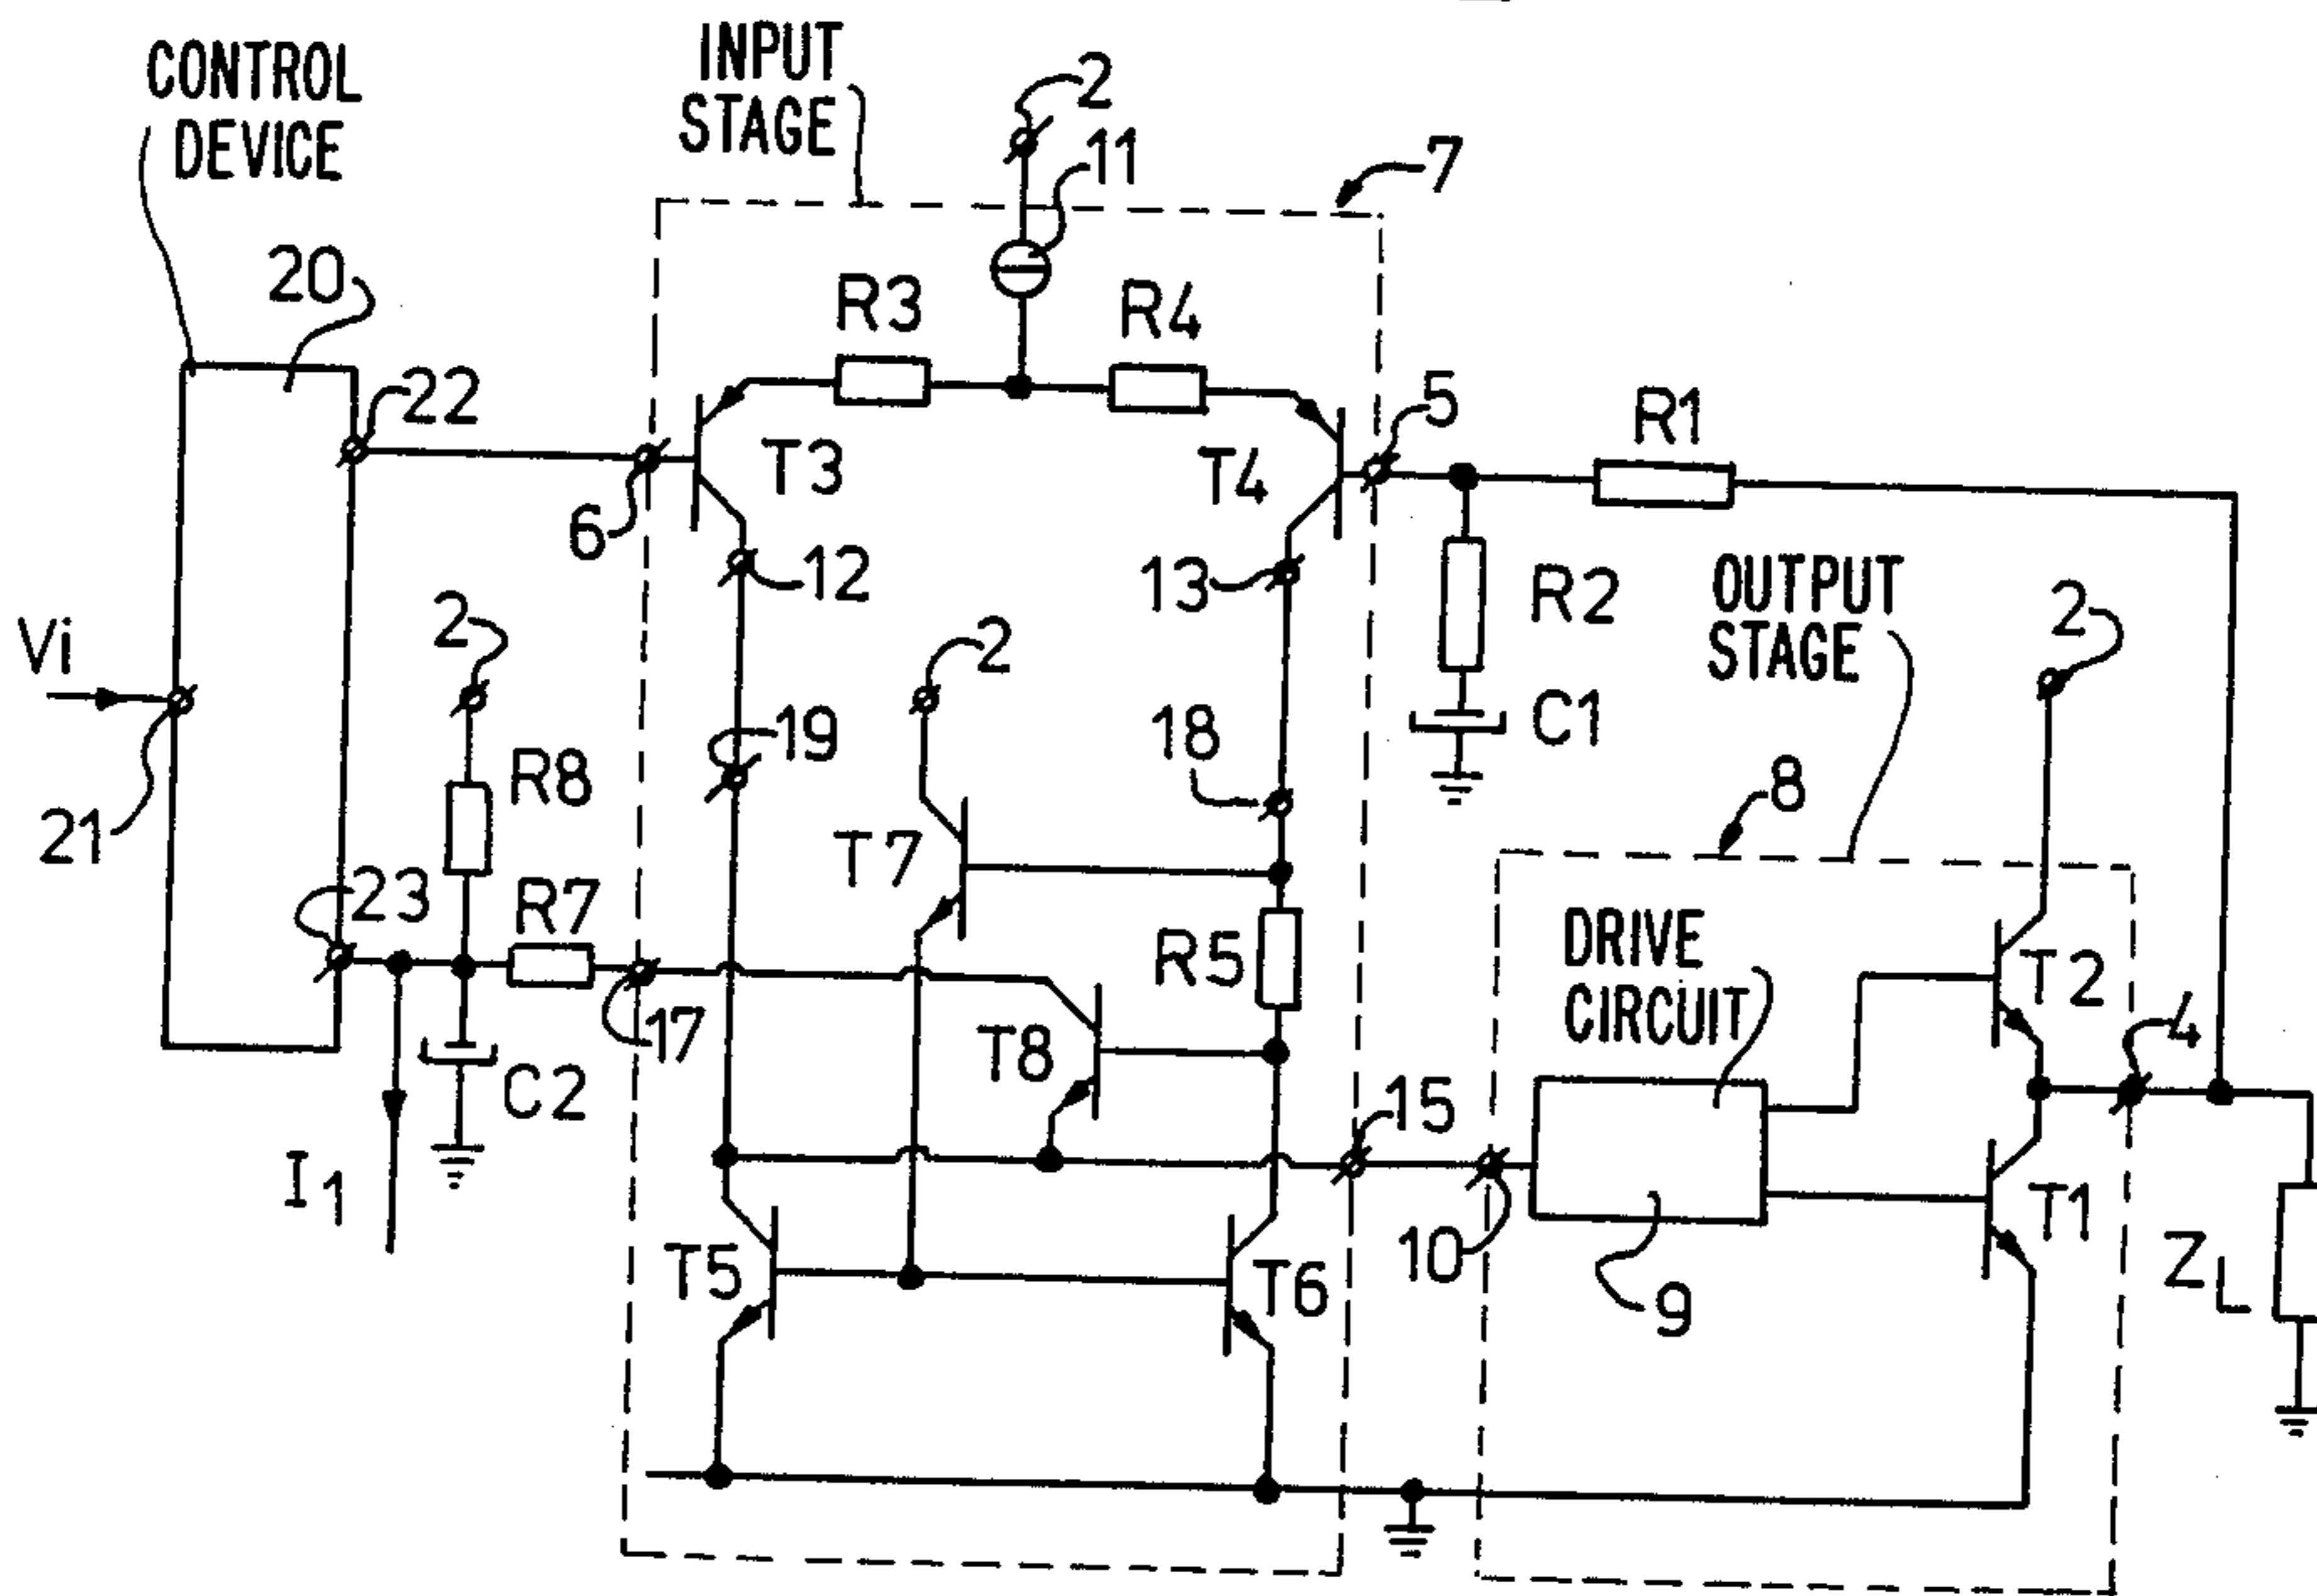 CONTROL
DEVICE
INPUT
STAGE
2
11
7
20
R3
R4
22
5
R1
T3
T4
6
12
13
R2
OUTPUT
STAGE
2
Vi
2
2
19
18
C1
8
21
R8
T7
23
R7
R5
DRIVE
CIRCUIT
T2
17
T8
4
C2
15
I1
T5
T6
10
9
T1
ZL